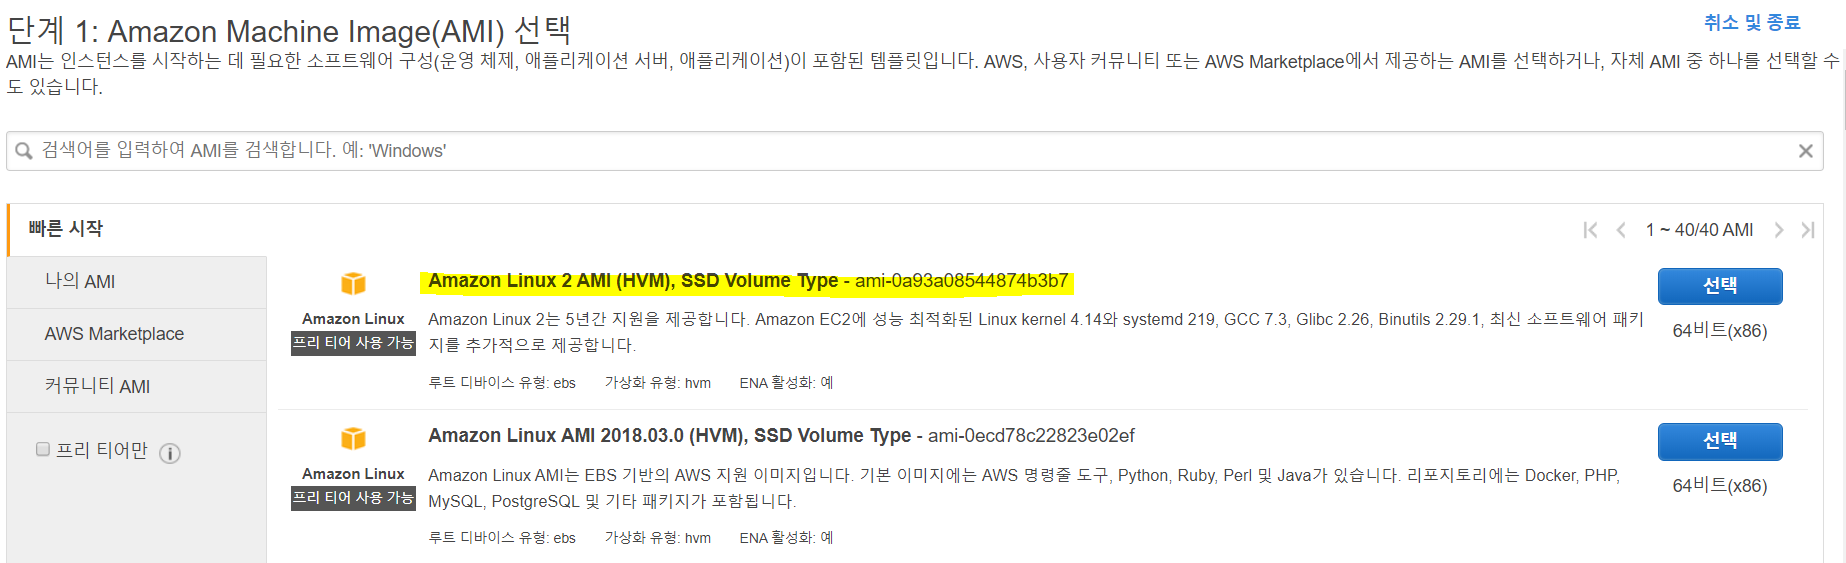 단계 1: Amazon Machine Image(AMI) 선택
취소 및 종료
AMI는 인스턴스를 시작하는 데 필요한 소프트웨어 구성(운영 체제, 애플리케이션 서버, 애플리케이션)이 포함된 템플릿입니다. AWS, 사용자 커뮤니티 또는 AWS Marketplace에서 제공하는 AMI를 선택하거나, 자체 AMI 중 하나를 선택할 수
도 있습니다.
검색어를 입력하여 AMI를 검색합니다. 예: 'Windows'
빠른 시작
1 ~ 40/40 AMI
나의 AMI
AWS Marketplace
커뮤니티 AMI
프리 티어만
Amazon Linux
프리 티어 사용 가능
Amazon Linux 2 AMI (HVM), SSD Volume Type - ami-0a93a08544874b3b7
Amazon Linux 2는 5년간 지원을 제공합니다. Amazon EC2에 성능 최적화된 Linux kernel 4.14와 systemd 219, GCC 7.3, Glibc 2.26, Binutils 2.29.1, 최신 소프트웨어 패키
지를 추가적으로 제공합니다.
루트 디바이스 유형: ebs 가상화 유형: hvm ENA 활성화: 예
선택
64비트(x86)
Amazon Linux
프리 티어 사용 가능
Amazon Linux AMI 2018.03.0 (HVM), SSD Volume Type - ami-0ecd78c22823e02ef
Amazon Linux AMI는 EBS 기반의 AWS 지원 이미지입니다. 기본 이미지에는 AWS 명령줄 도구, Python, Ruby, Perl 및 Java가 있습니다. 리포지토리에는 Docker, PHP,
MySQL, PostgreSQL 및 기타 패키지가 포함됩니다.
루트 디바이스 유형: ebs 가상화 유형: hvm ENA 활성화: 예
선택
64비트(x86)